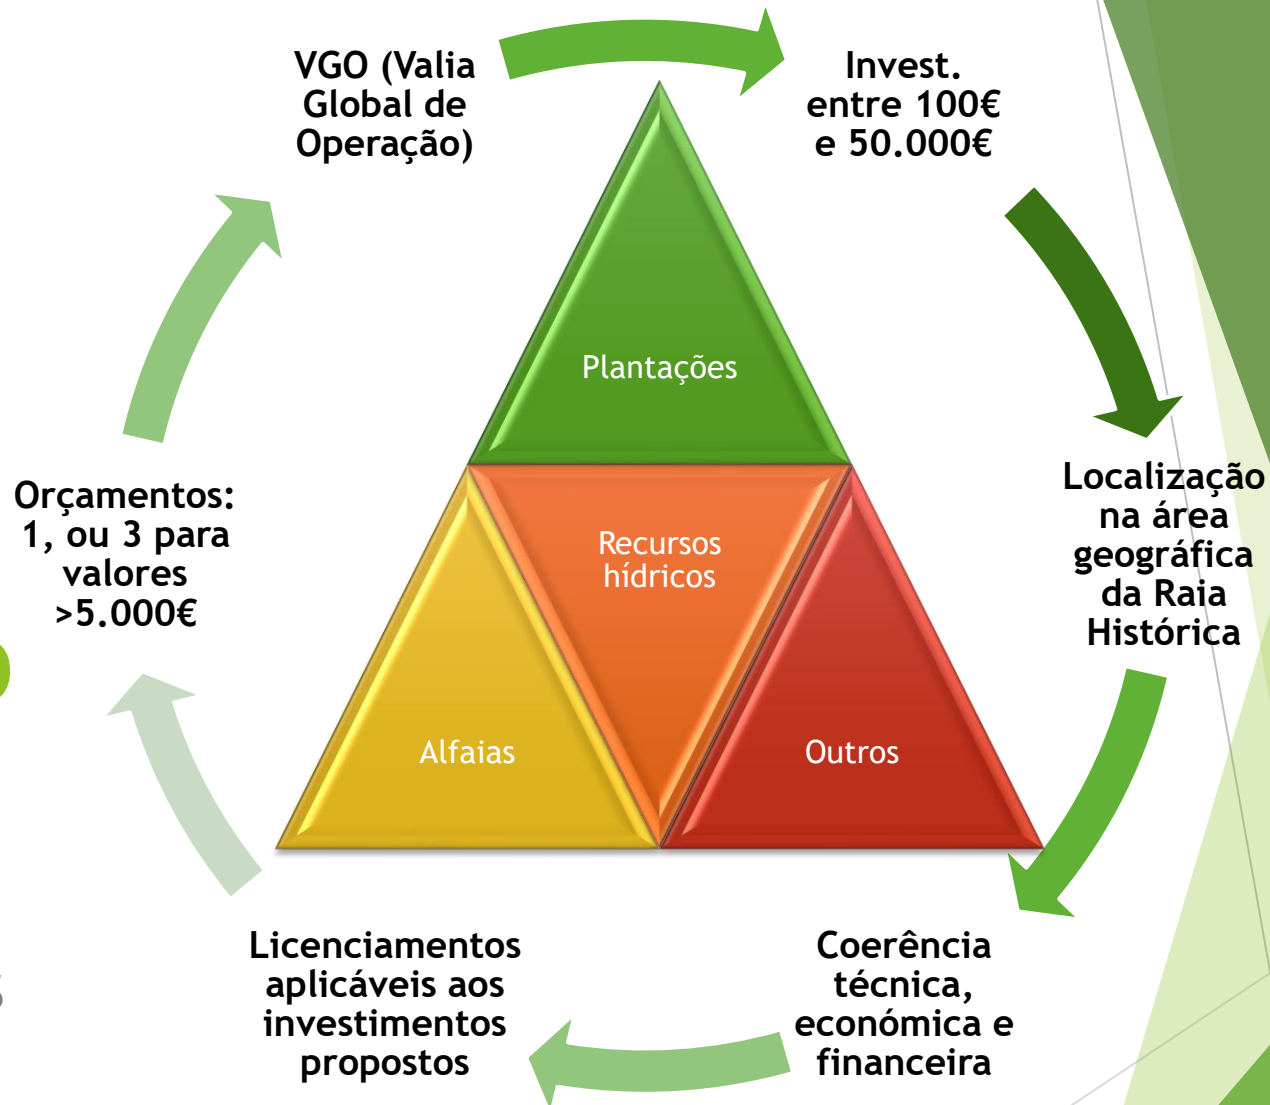 VGO (Valia
Global de
Operação)
Invest.
entre 100€
e 50.000€
Localização
na área
geográfica
da Raia
Histórica
Coerência
técnica,
económica e
financeira
Licenciamentos
aplicáveis aos
investimentos
propostos
Orçamentos:
1, ou 3 para
valores
>5.000€
Plantações
Recursos
hídricos
Alfaias
Outros